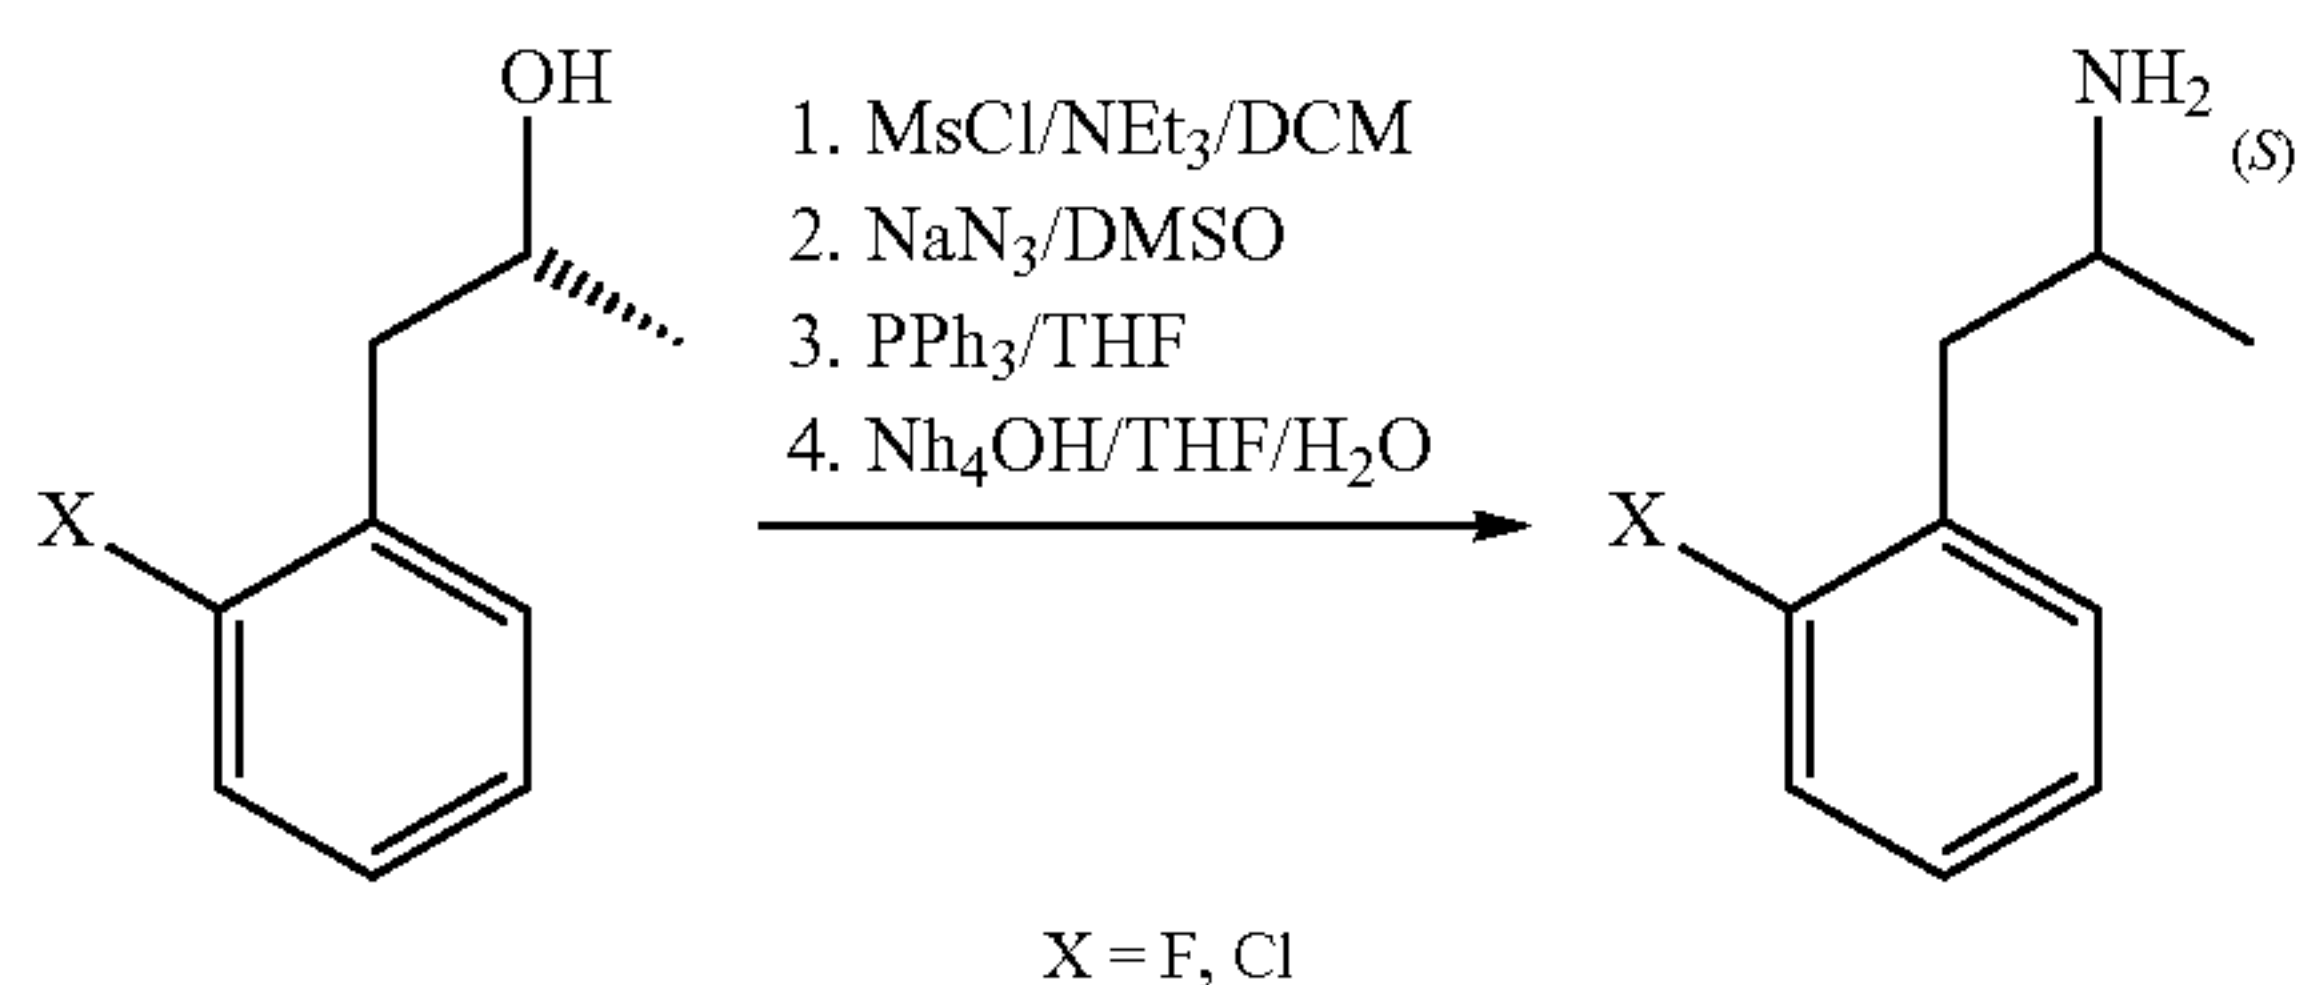 OH
1. MsCl/NEt₃/DCM
2. NaN₃/DMSO
3. PPh₃/THF
4. Nh₄OH/THF/H₂O
X
NH₂
(S)
X
X = F, Cl